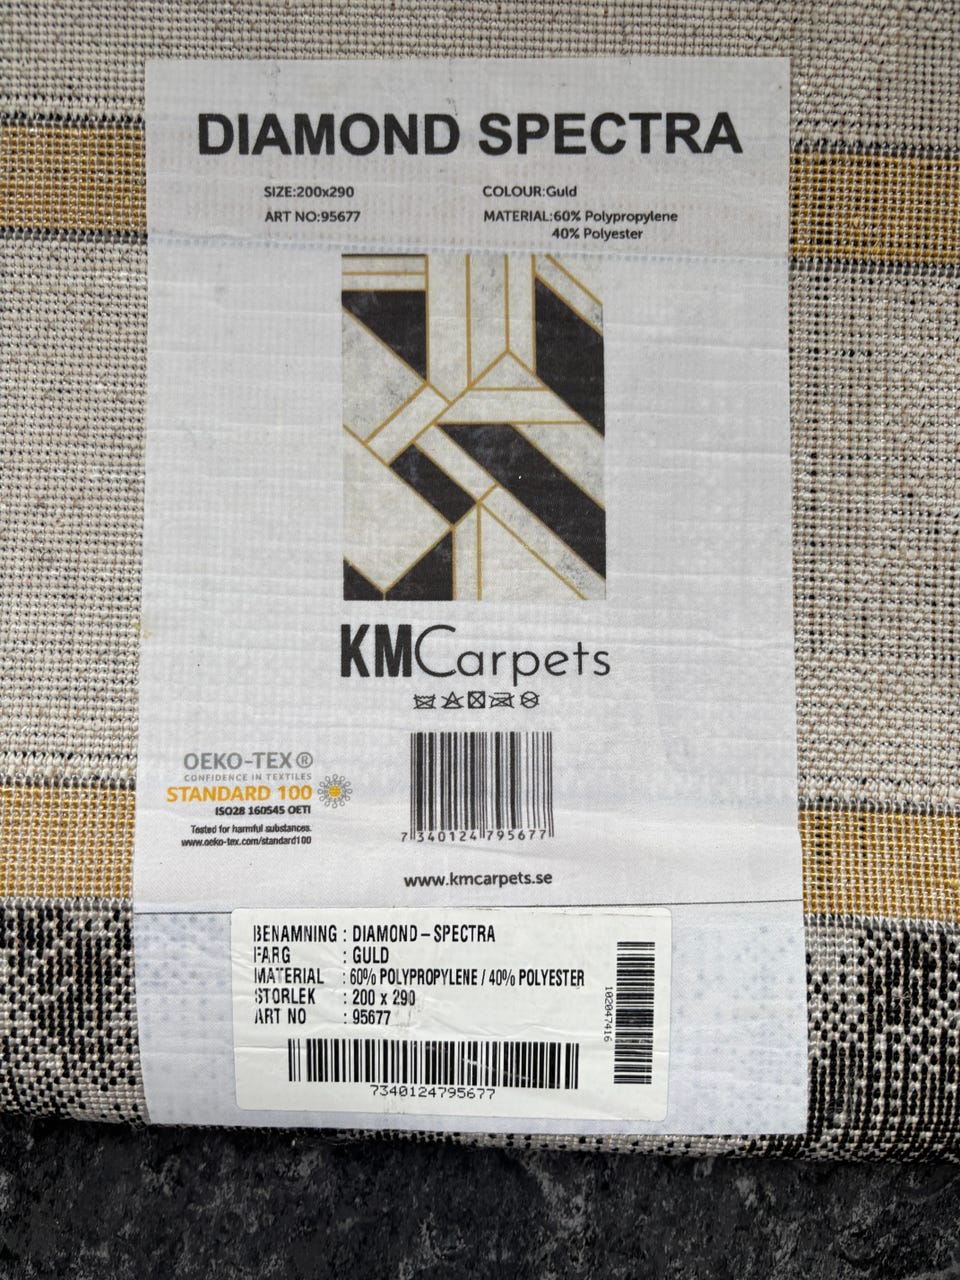 DIAMOND SPECTRA
SIZE:200x290
COLOUR:Guld
ART NO:95677
MATERIAL:60% Polypropylene
40% Polyester
KMCarpets
OEKO-TEX®
CONFIDENCE IN TEXTILES
STANDARD 100
ISO28 160545 OETI
Tested for harmful substances.
www.oeko-tex.com/standard100
7 340124 795677
www.kmcarpets.se
BENAMNING : DIAMOND-SPECTRA
FARG : GULD
MATERIAL : 60% POLYPROPYLENE / 40% POLYESTER
STORLEK : 200 x 290
ART NO : 95677
7340124795677
102047416